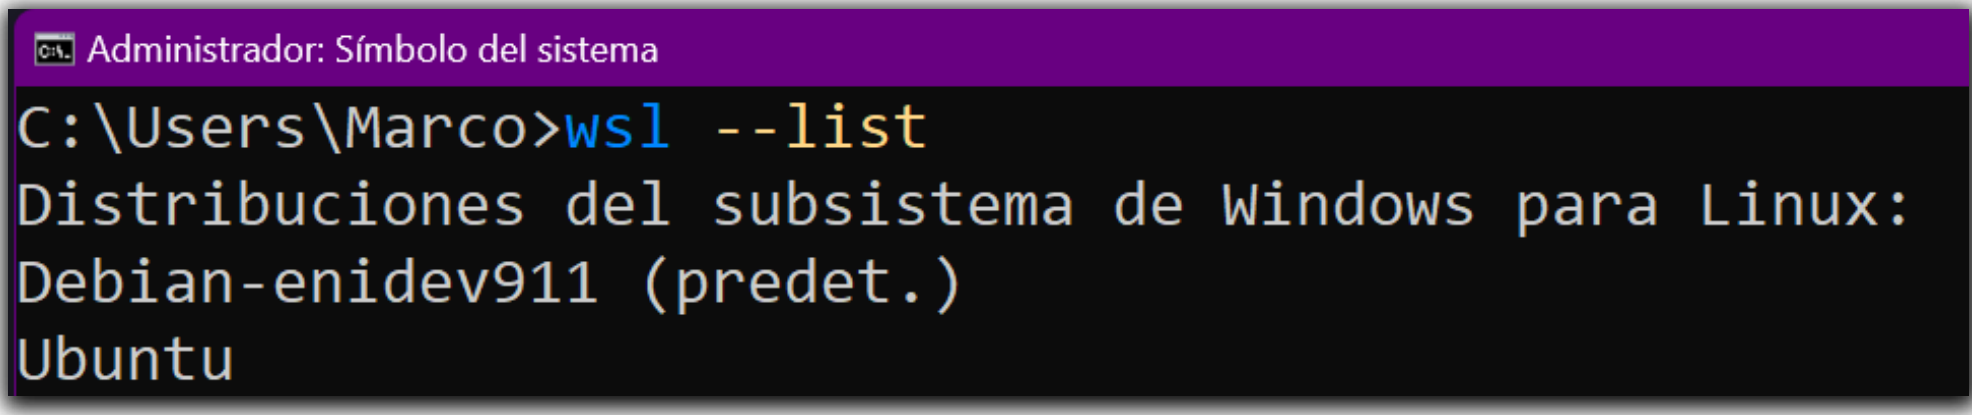 Administrador: Símbolo del sistema
C:\Users\Marco>wsl --list
Distribuciones del subsistema de Windows para Linux:
Debian-enidev911 (predet.)
Ubuntu